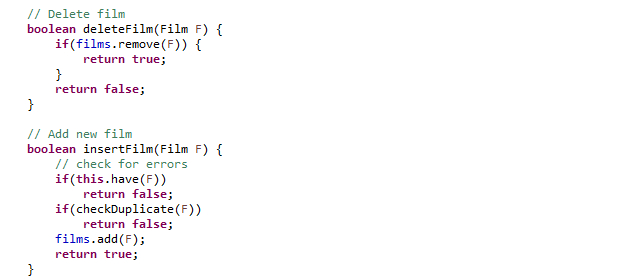 // Delete film
boolean deleteFilm(Film F) {
    if(films.remove(F)) {
        return true;
    }
    return false;
}

// Add new film
boolean insertFilm(Film F) {
    // check for errors
    if(this.have(F))
        return false;
    if(checkDuplicate(F))
        return false;
    films.add(F);
    return true;
}